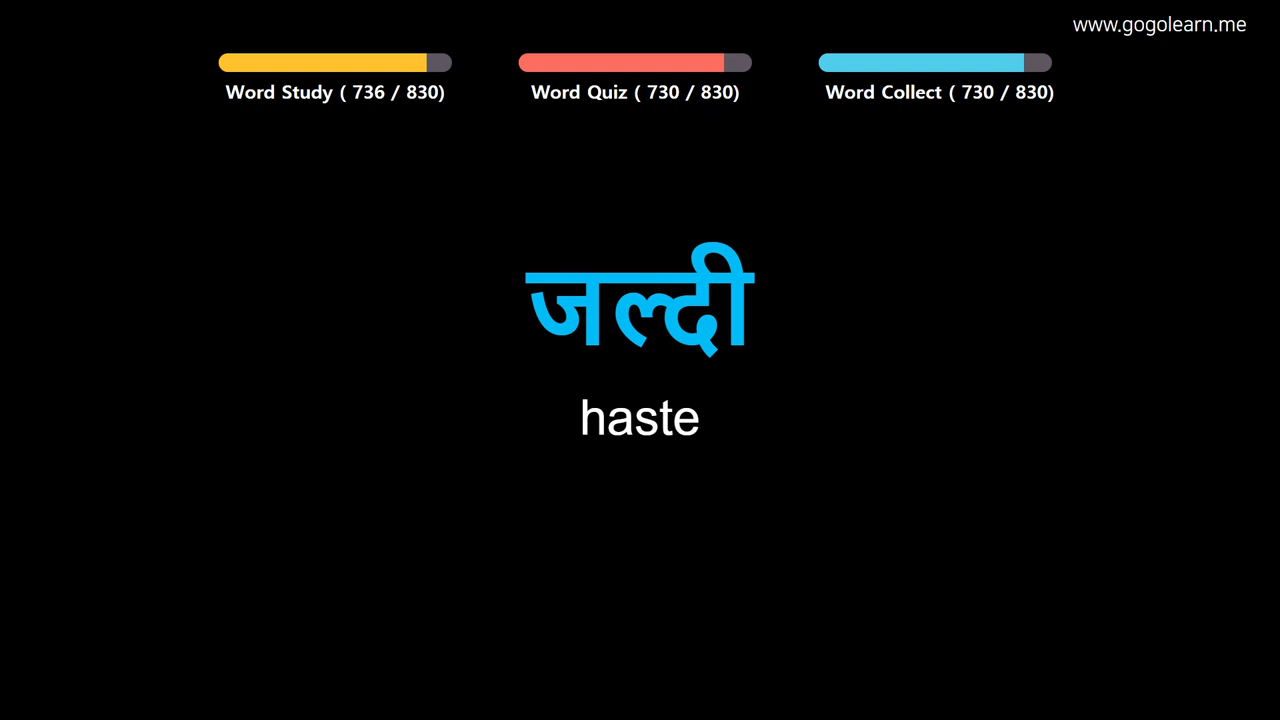 www.gogolearn.me
Word Study ( 736 / 830)
Word Quiz ( 730 / 830)
Word Collect ( 730 / 830)
जल्दी
haste